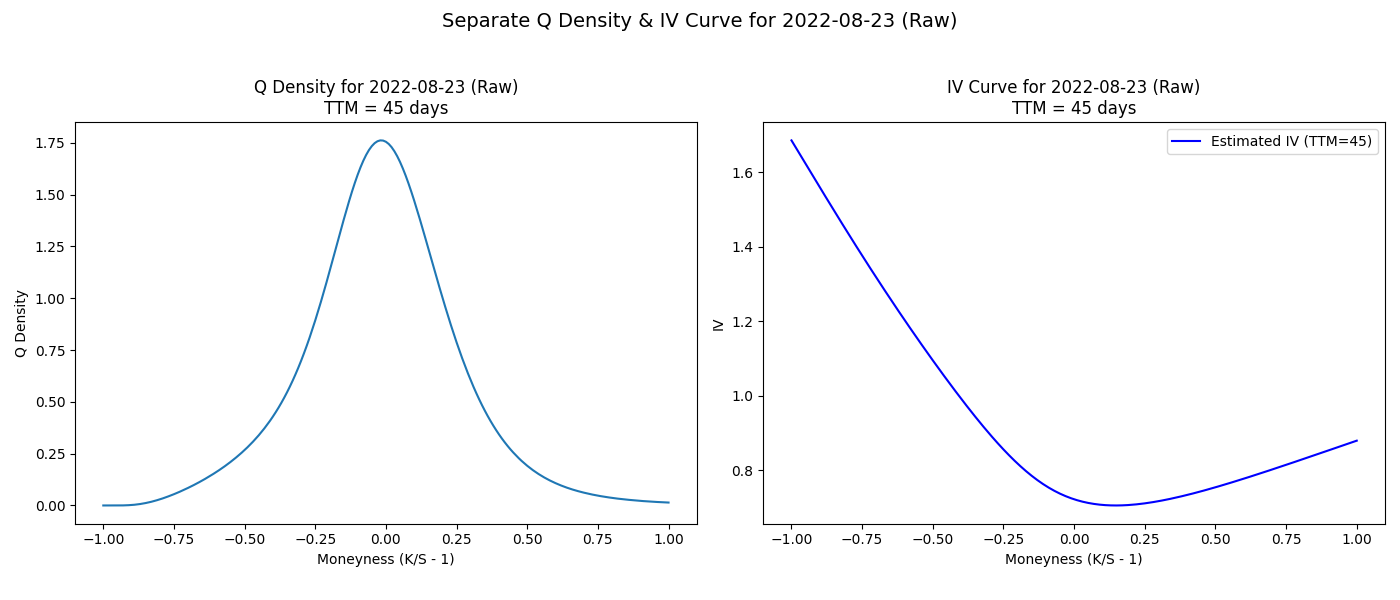 Separate Q Density & IV Curve for 2022-08-23 (Raw)
Q Density for 2022-08-23 (Raw)
TTM = 45 days
Q Density
1.75
1.50
1.25
1.00
0.75
0.50
0.25
0.00
−1.00 −0.75 −0.50 −0.25 0.00 0.25 0.50 0.75 1.00
Moneyness (K/S - 1)
IV Curve for 2022-08-23 (Raw)
TTM = 45 days
Estimated IV (TTM=45)
IV
1.6
1.4
1.2
1.0
0.8
−1.00 −0.75 −0.50 −0.25 0.00 0.25 0.50 0.75 1.00
Moneyness (K/S - 1)